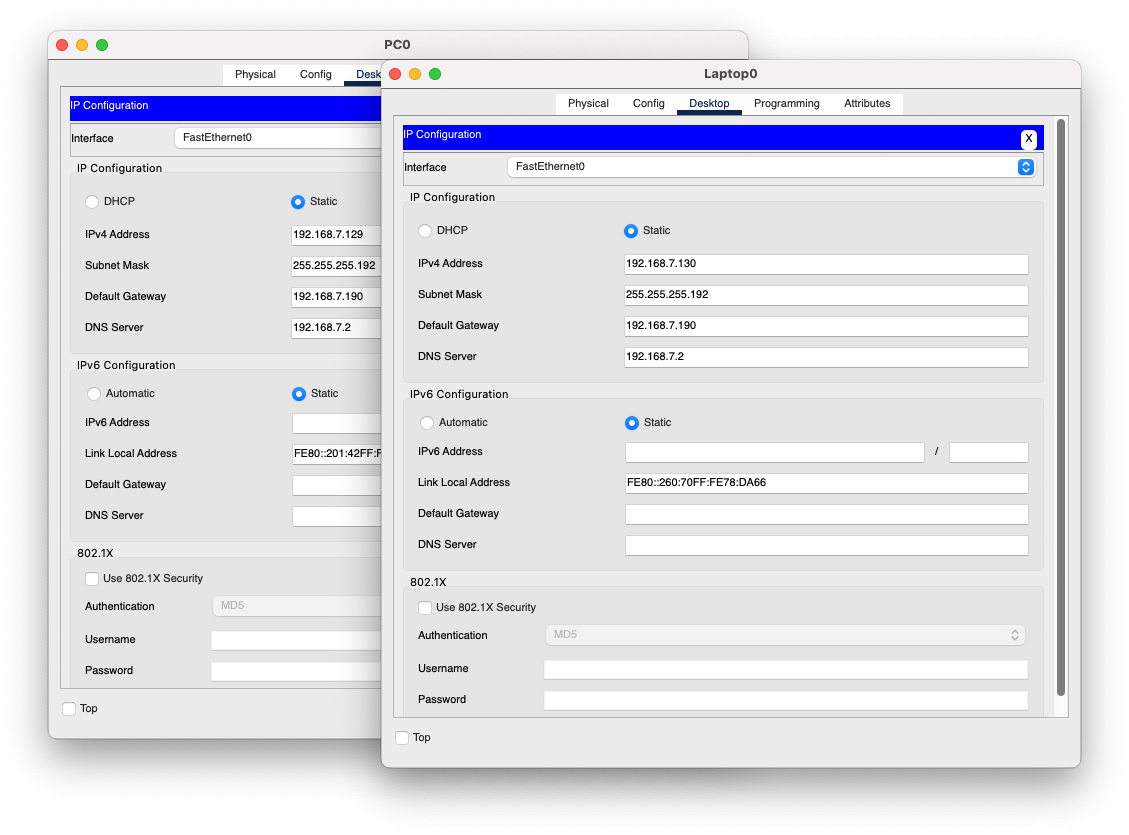 PC0
Physical Config Desk
IP Configuration
Interface FastEthernet0
IP Configuration
DHCP Static
IPv4 Address 192.168.7.129
Subnet Mask 255.255.255.192
Default Gateway 192.168.7.190
DNS Server 192.168.7.2
IPv6 Configuration
Automatic Static
IPv6 Address
Link Local Address FE80::201:42FF:F
Default Gateway
DNS Server
802.1X
Use 802.1X Security
Authentication MD5
Username
Password
Top
Laptop0
Physical Config Desktop Programming Attributes
IP Configuration X
Interface FastEthernet0
IP Configuration
DHCP Static
IPv4 Address 192.168.7.130
Subnet Mask 255.255.255.192
Default Gateway 192.168.7.190
DNS Server 192.168.7.2
IPv6 Configuration
Automatic Static
IPv6 Address /
Link Local Address FE80::260:70FF:FE78:DA66
Default Gateway
DNS Server
802.1X
Use 802.1X Security
Authentication MD5
Username
Password
Top